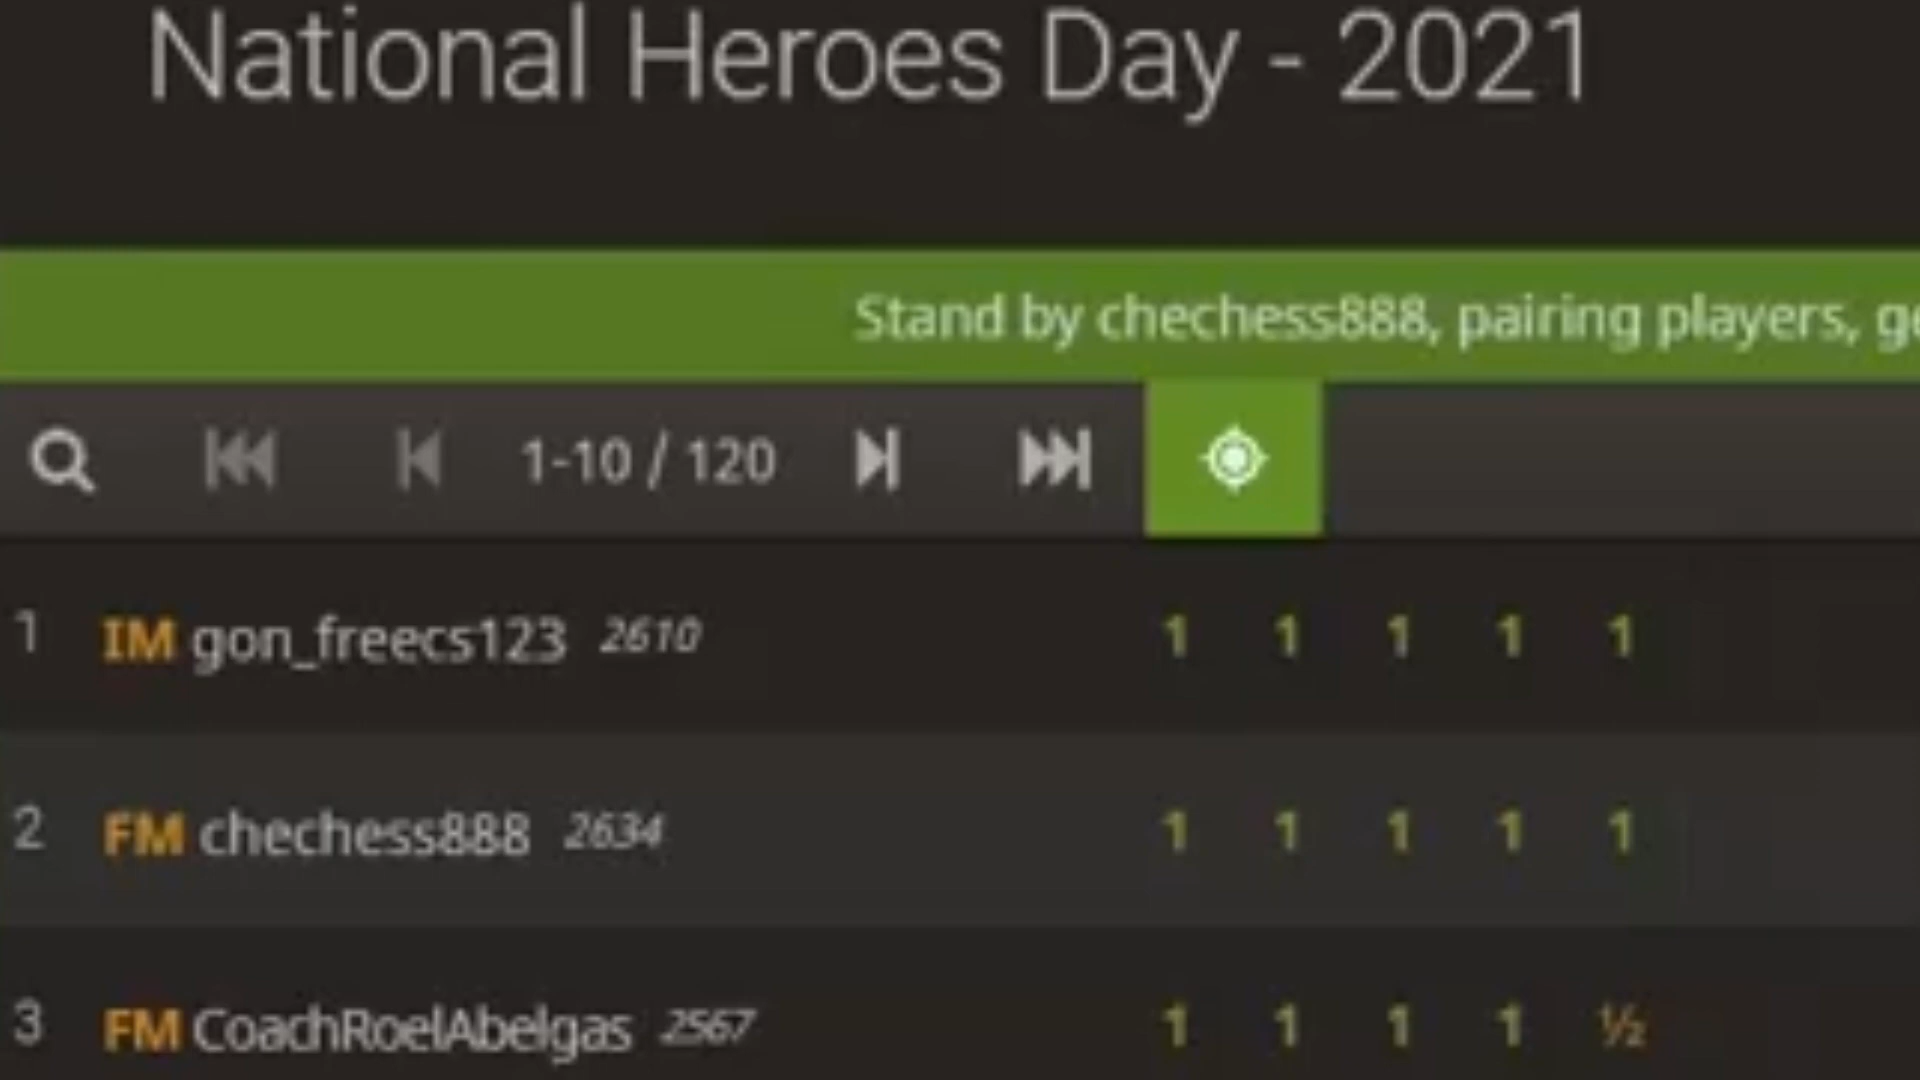 National Heroes Day - 2021
Stand by chechess888, pairing players,
1-10 / 120
1 IM gon_freecs123 2610 1 1 1 1 1
2 FM chechess888 2634 1 1 1 1 1
3 FM CoachRoelAbelgas 2567 1 1 1 1 ½